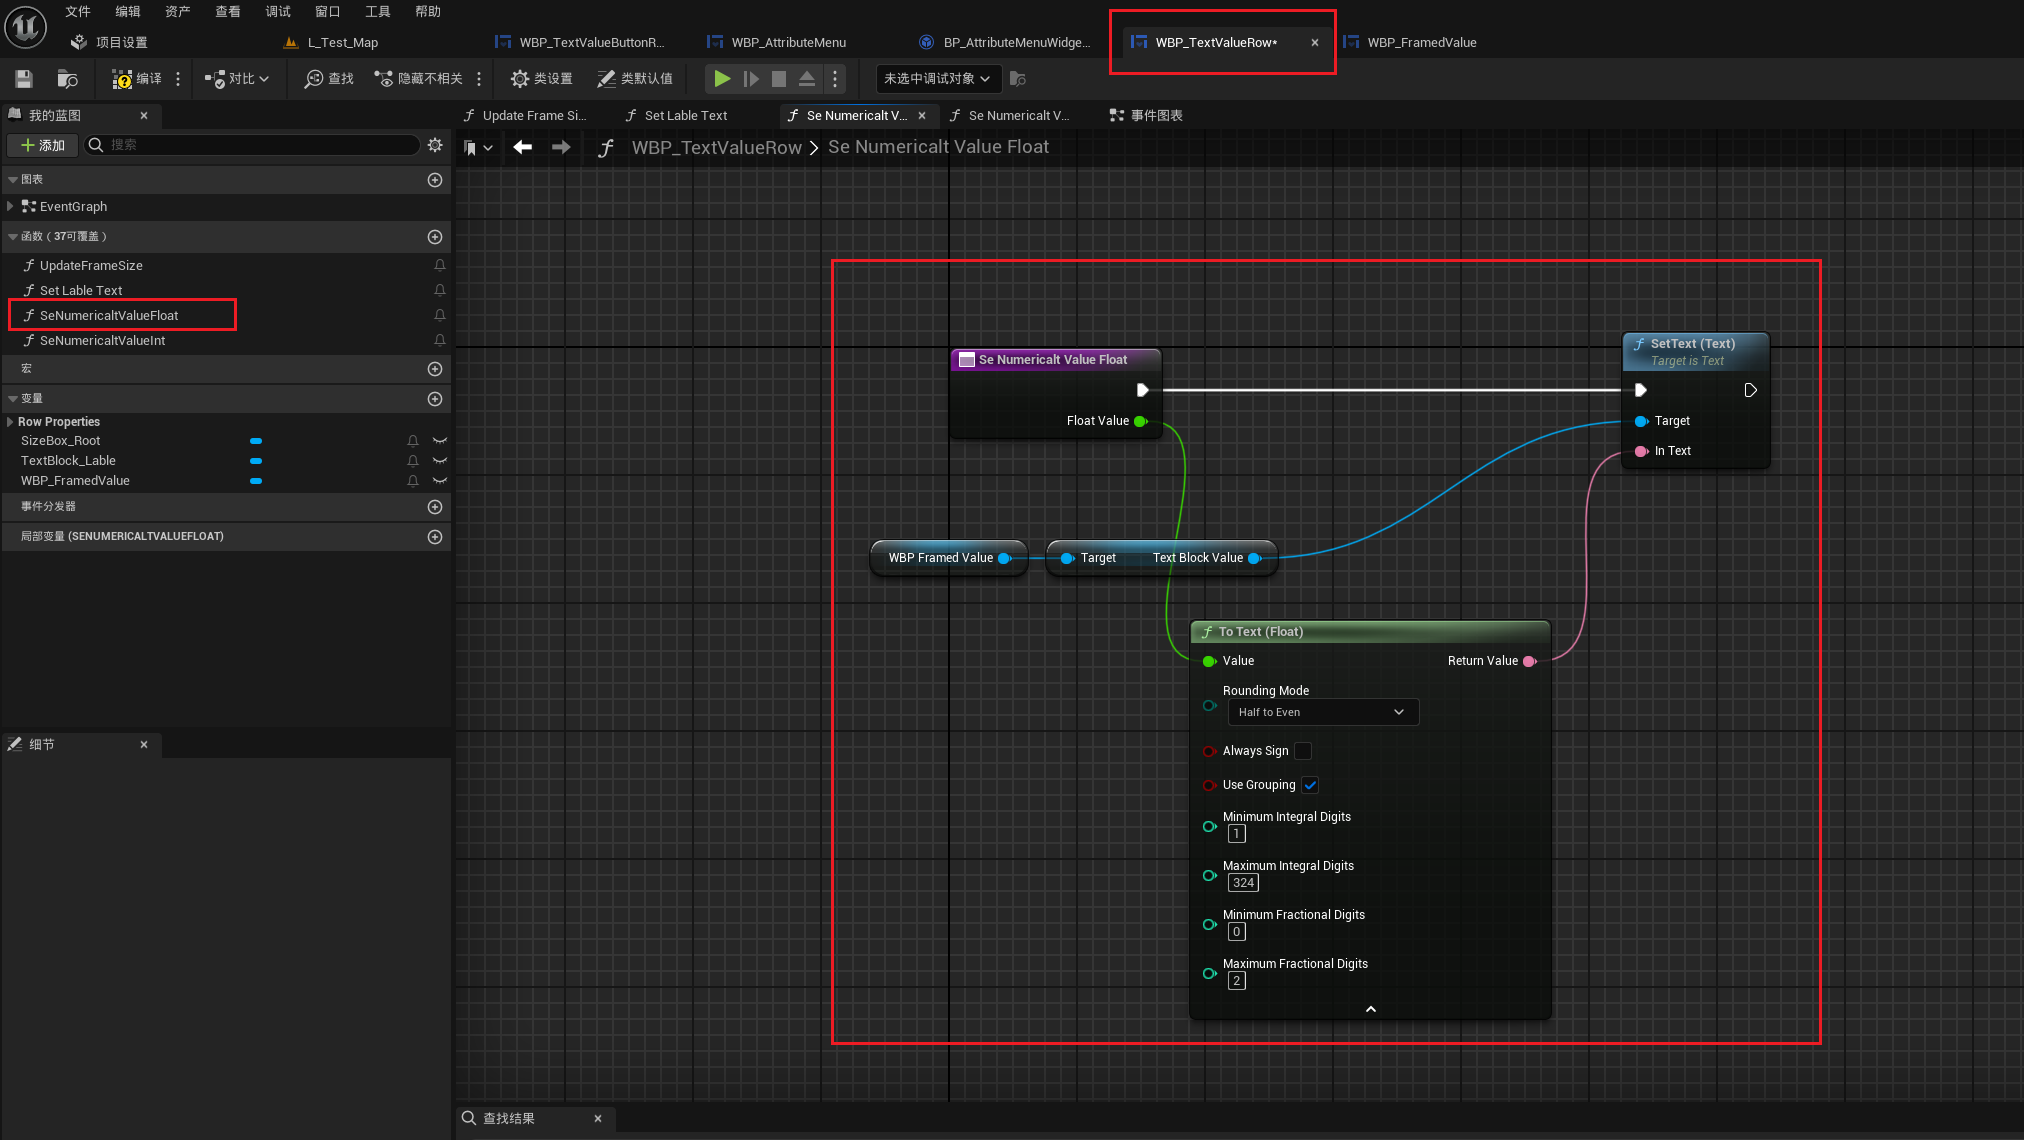 文件 编辑 资产 查看 调试 窗口 工具 帮助
项目设置 L_Test_Map WBP_TextValueButtonR... WBP_AttributeMenu BP_AttributeMenuWidge... WBP_TextValueRow* WBP_FramedValue
编译 对比 查找 隐藏不相关 类设置 类默认值 未选中调试对象
我的蓝图
Update Frame Si... Set Lable Text Se Numericalt V... Se Numericalt V... 事件图表
添加 搜索
WBP_TextValueRow > Se Numericalt Value Float
图表
EventGraph
函数（37可覆盖）
UpdateFrameSize
Set Lable Text
SeNumericaltValueFloat
SeNumericaltValueInt
宏
变量
Row Properties
SizeBox_Root
TextBlock_Lable
WBP_FramedValue
事件分发器
局部变量 (SENUMERICALTVALUEFLOAT)
细节
Se Numericalt Value Float
Float Value
SetText (Text)
Target is Text
Target
In Text
WBP Framed Value
Target Text Block Value
To Text (Float)
Value Return Value
Rounding Mode
Half to Even
Always Sign
Use Grouping
Minimum Integral Digits
1
Maximum Integral Digits
324
Minimum Fractional Digits
0
Maximum Fractional Digits
2
查找结果